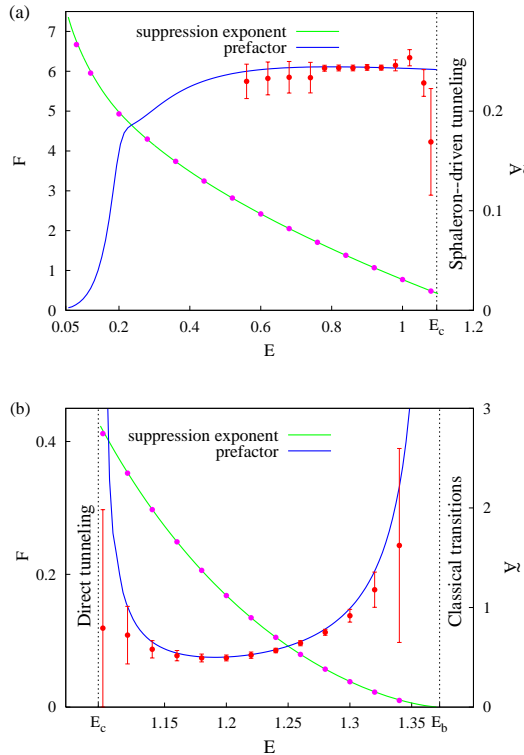 (a)
suppression exponent
prefactor
F
7
6
5
4
3
2
1
0
0.05
0.2
0.4
0.6
0.8
1
E_c
1.2
E
0.2
0.1
0
Ã
Sphaleron--driven tunneling
(b)
suppression exponent
prefactor
F
0.4
0.2
0
Direct tunneling
E_c
1.15
1.2
1.25
1.3
1.35
E_b
E
3
2
1
0
Ã
Classical transitions